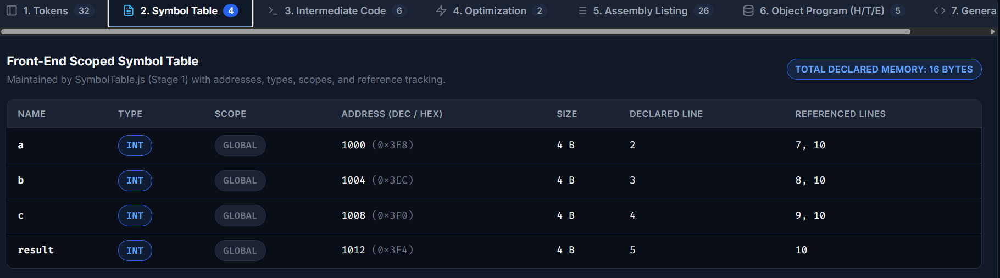 1. Tokens 32 2. Symbol Table 4 3. Intermediate Code 6 4. Optimization 2 5. Assembly Listing 26 6. Object Program (H/T/E) 5 7. Genera
Front-End Scoped Symbol Table
TOTAL DECLARED MEMORY: 16 BYTES
Maintained by SymbolTable.js (Stage 1) with addresses, types, scopes, and reference tracking.
NAME TYPE SCOPE ADDRESS (DEC / HEX) SIZE DECLARED LINE REFERENCED LINES
a INT GLOBAL 1000 (0×3E8) 4 B 2 7, 10
b INT GLOBAL 1004 (0×3EC) 4 B 3 8, 10
c INT GLOBAL 1008 (0×3F0) 4 B 4 9, 10
result INT GLOBAL 1012 (0×3F4) 4 B 5 10